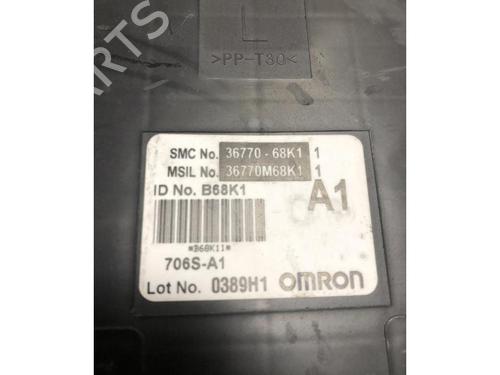 PARTS
L
>PP-T30<
SMC No. 36770-68K1 1
MSIL No. 36770M68K1 1
ID No. B68K1
A1
*B68K11*
706S-A1
Lot No. 0389H1 OMRON